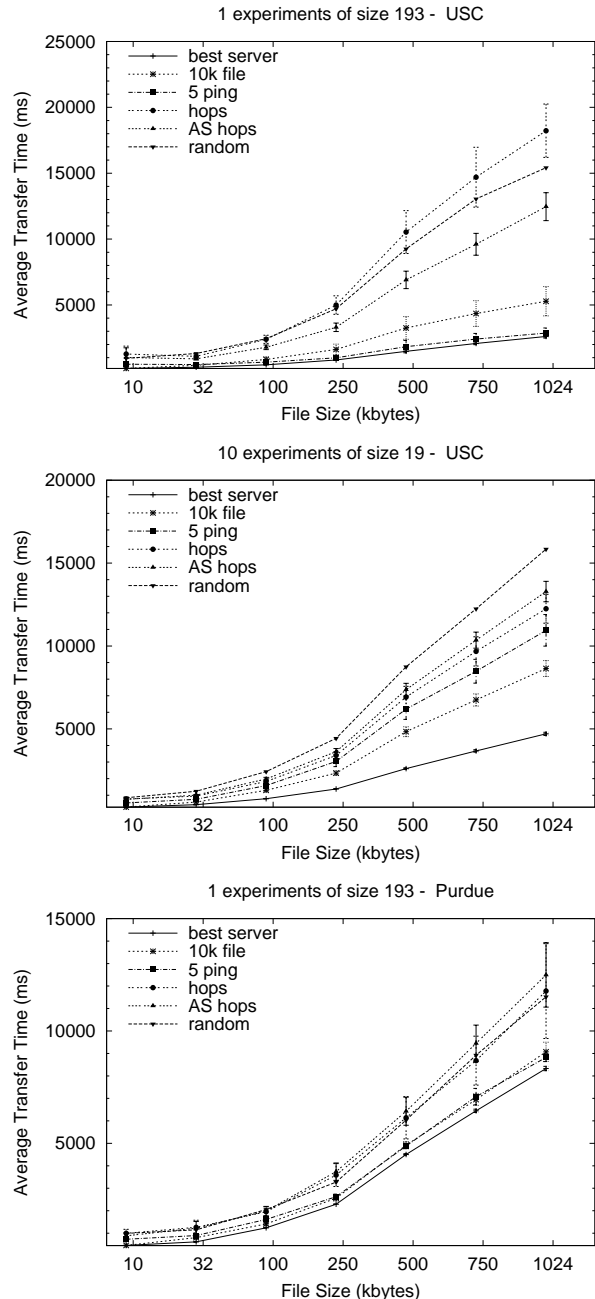 1 experiments of size 193 - USC
25000
20000
15000
10000
5000
Average Transfer Time (ms)
best server
10k file
5 ping
hops
AS hops
random
10 32 100 250 500 750 1024
File Size (kbytes)
10 experiments of size 19 - USC
20000
15000
10000
5000
Average Transfer Time (ms)
best server
10k file
5 ping
hops
AS hops
random
10 32 100 250 500 750 1024
File Size (kbytes)
1 experiments of size 193 - Purdue
15000
10000
5000
Average Transfer Time (ms)
best server
10k file
5 ping
hops
AS hops
random
10 32 100 250 500 750 1024
File Size (kbytes)